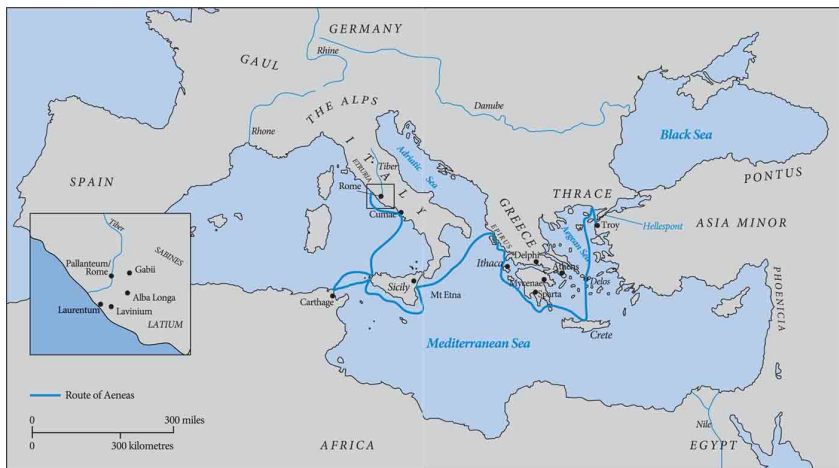 GERMANY
Rhine
GAUL
THE ALPS
Danube
Rhone
Black Sea
ITALY
ETRURIA
Tiber
Adriatic Sea
SPAIN
Rome
PONTUS
THRACE
Cumae
GREECE
Hellespont
ASIA MINOR
Troy
EPIRUS
Aegean Sea
Tiber
SABINES
Pallanteum/
Rome
Gabii
Alba Longa
Laurentum
Lavinium
LATIUM
Delphi
Ithaca
Athens
Mycenae
Delos
Sparta
Sicily
Mt Etna
Carthage
PHOENICIA
Crete
Mediterranean Sea
Route of Aeneas
0 300 miles
0 300 kilometres
AFRICA
Nile
EGYPT